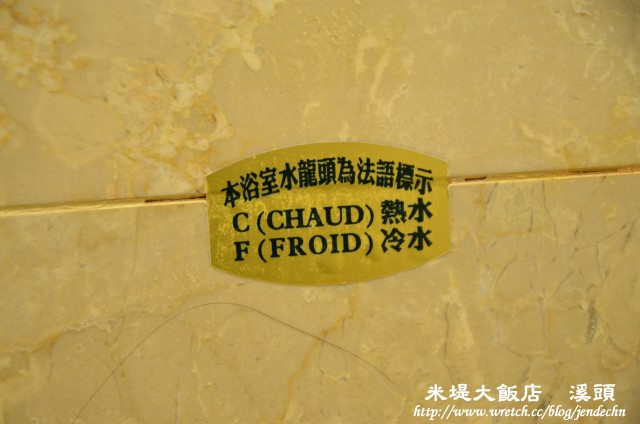 本浴室水龍頭為法語標示
C (CHAUD) 熱水
F (FROID) 冷水
米堤大飯店 溪頭
http://www.wretch.cc/blog/jendechn